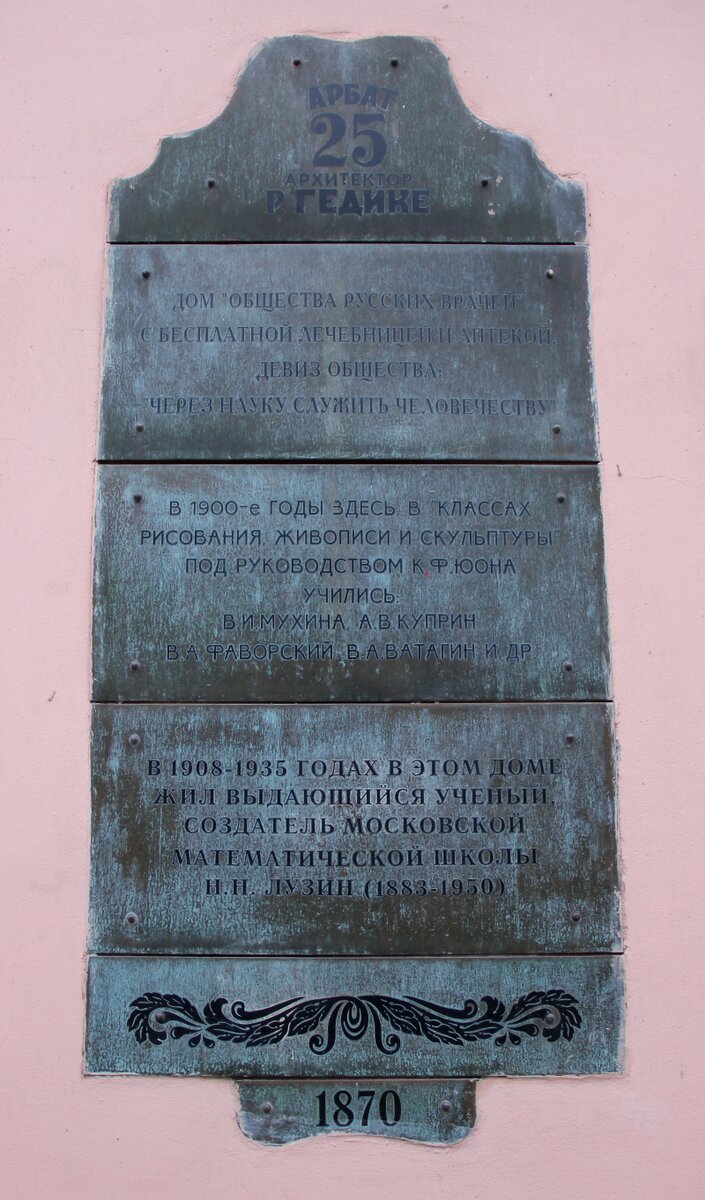 АРБАТ
25
АРХИТЕКТОР
Р. ГЕДИКЕ
ДОМ "ОБЩЕСТВА РУССКИХ ВРАЧЕЙ"
С БЕСПЛАТНОЙ ЛЕЧЕБНИЦЕЙ И АПТЕКОЙ.
ДЕВИЗ ОБЩЕСТВА:
-"ЧЕРЕЗ НАУКУ СЛУЖИТЬ ЧЕЛОВЕЧЕСТВУ"
В 1900-е ГОДЫ ЗДЕСЬ, В "КЛАССАХ
РИСОВАНИЯ, ЖИВОПИСИ И СКУЛЬПТУРЫ"
ПОД РУКОВОДСТВОМ К.Ф.ЮОНА
УЧИЛИСЬ:
В.И.МУХИНА, А.В.КУПРИН
В.А.ФАВОРСКИЙ, В.А.ВАТАГИН И ДР.
В 1908-1935 ГОДАХ В ЭТОМ ДОМЕ
ЖИЛ ВЫДАЮЩИЙСЯ УЧЕНЫЙ,
СОЗДАТЕЛЬ МОСКОВСКОЙ
МАТЕМАТИЧЕСКОЙ ШКОЛЫ
Н.Н. ЛУЗИН (1883-1950)
1870